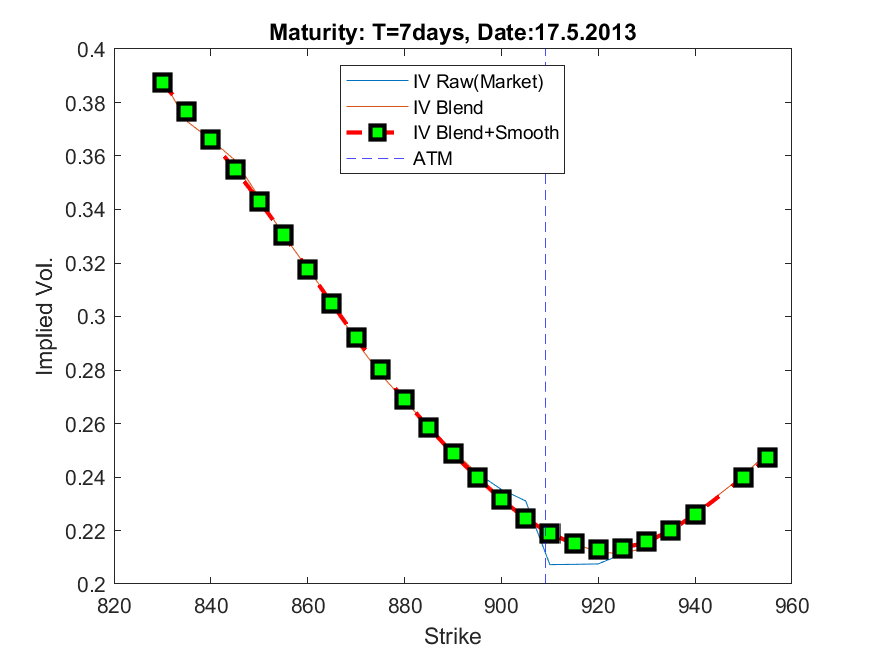 Maturity: T=7days, Date:17.5.2013
0.4
0.38
0.36
0.34
0.32
0.3
0.28
0.26
0.24
0.22
0.2
Implied Vol.
IV Raw(Market)
IV Blend
IV Blend+Smooth
ATM
820 840 860 880 900 920 940 960
Strike